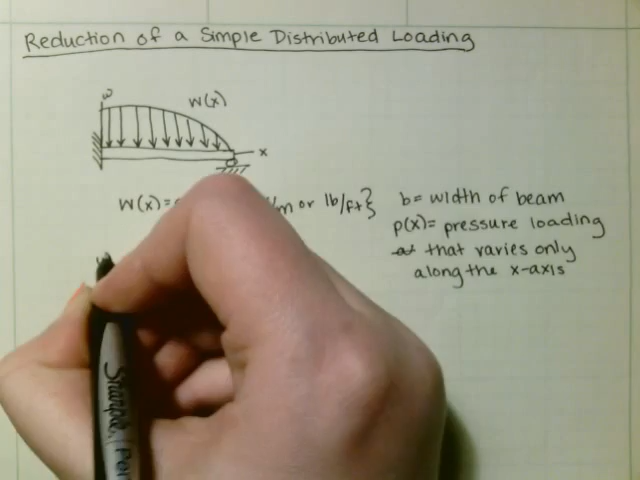 Reduction of a Simple Distributed Loading
w
w(x)
x
w(x)= or lb/ft}
b= width of beam
p(x)= pressure loading
that varies only
along the x-axis
Sharpie. Pen